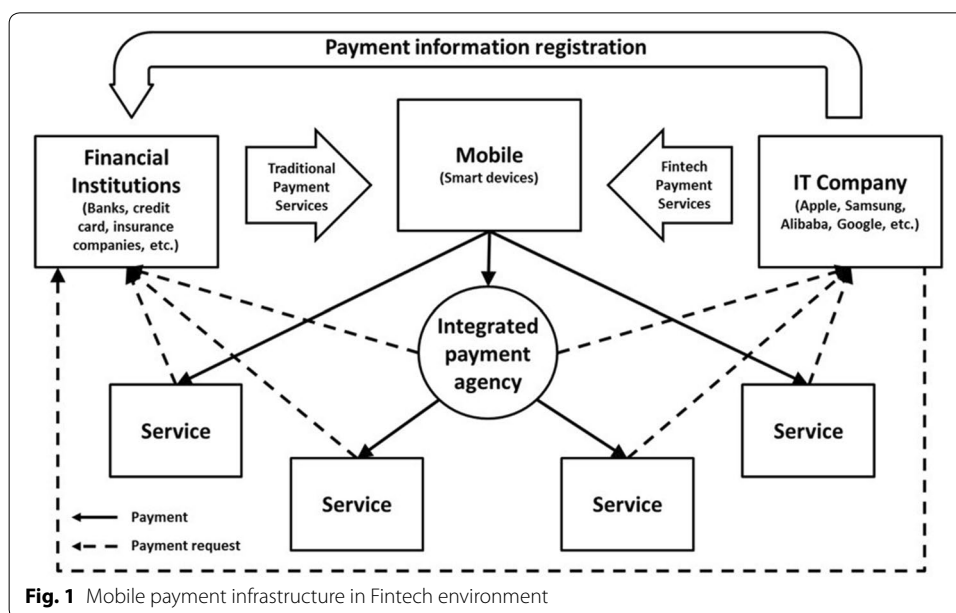 Payment information registration
Financial
Institutions
(Banks, credit
card, insurance
companies, etc.)
Traditional
Payment
Services
Mobile
(Smart devices)
Fintech
Payment
Services
IT Company
(Apple, Samsung,
Alibaba, Google, etc.)
Integrated
payment
agency
Service
Service
Service
Service
Payment
Payment request
Fig. 1 Mobile payment infrastructure in Fintech environment